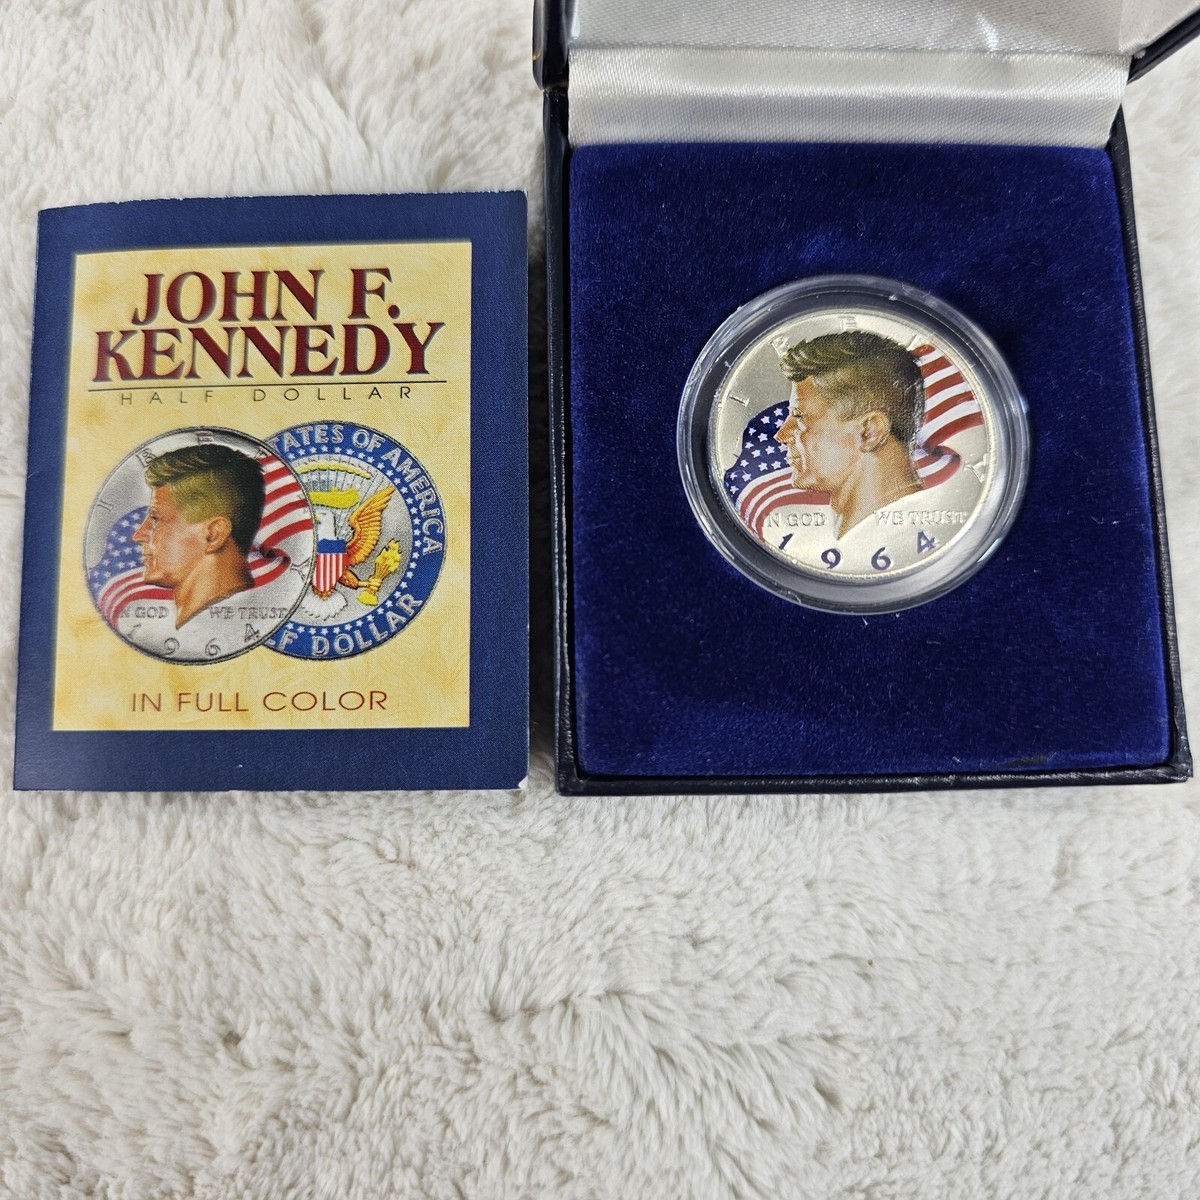 JOHN F.
KENNEDY
HALF DOLLAR
LIBERTY
IN GOD WE TRUST
1964
STATES OF AMERICA
HALF DOLLAR
IN FULL COLOR
LIBERTY
IN GOD WE TRUST
1964